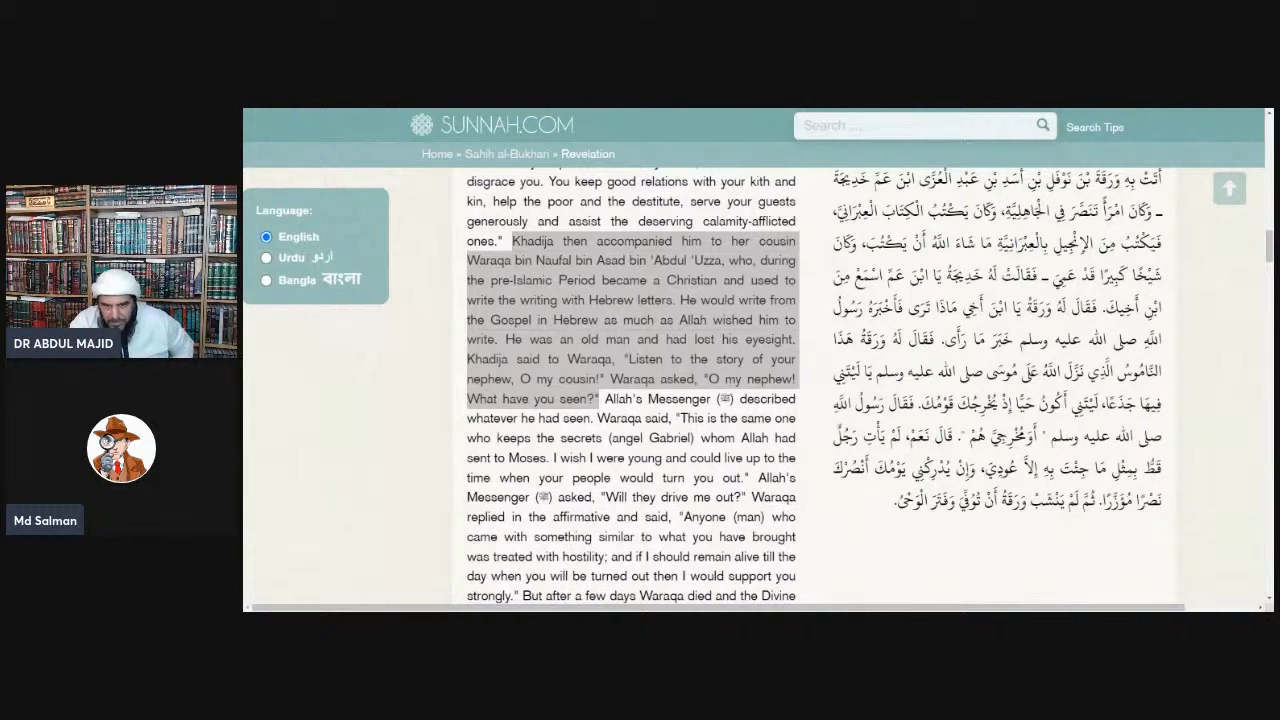 SUNNAH.COM
Search ....
Search Tips
Home » Sahih al-Bukhari » Revelation
Language:
English
Urdu اردو
Bangla বাংলা
DR ABDUL MAJID
Md Salman
disgrace you. You keep good relations with your kith and
kin, help the poor and the destitute, serve your guests
generously and assist the deserving calamity-afflicted
ones." Khadija then accompanied him to her cousin
Waraqa bin Naufal bin Asad bin 'Abdul 'Uzza, who, during
the pre-Islamic Period became a Christian and used to
write the writing with Hebrew letters. He would write from
the Gospel in Hebrew as much as Allah wished him to
write. He was an old man and had lost his eyesight.
Khadija said to Waraqa, "Listen to the story of your
nephew, O my cousin!" Waraqa asked, "O my nephew!
What have you seen?" Allah's Messenger (ﷺ) described
whatever he had seen. Waraqa said, "This is the same one
who keeps the secrets (angel Gabriel) whom Allah had
sent to Moses. I wish I were young and could live up to the
time when your people would turn you out." Allah's
Messenger (ﷺ) asked, "Will they drive me out?" Waraqa
replied in the affirmative and said, "Anyone (man) who
came with something similar to what you have brought
was treated with hostility; and if I should remain alive till the
day when you will be turned out then I would support you
strongly." But after a few days Waraqa died and the Divine
أَتَتْ بِهِ وَرَقَةَ بْنَ نَوْفَلِ بْنِ أَسَدِ بْنِ عَبْدِ الْعُزَّى ابْنَ عَمِّ خَدِيجَةَ
ـ وَكَانَ امْرَأً تَنَصَّرَ فِي الْجَاهِلِيَّةِ، وَكَانَ يَكْتُبُ الْكِتَابَ الْعِبْرَانِيَّ،
فَيَكْتُبُ مِنَ الإِنْجِيلِ بِالْعِبْرَانِيَّةِ مَا شَاءَ اللَّهُ أَنْ يَكْتُبَ، وَكَانَ
شَيْخًا كَبِيرًا قَدْ عَمِيَ ـ فَقَالَتْ لَهُ خَدِيجَةُ يَا ابْنَ عَمِّ اسْمَعْ مِنَ
ابْنِ أَخِيكَ. فَقَالَ لَهُ وَرَقَةُ يَا ابْنَ أَخِي مَاذَا تَرَى فَأَخْبَرَهُ رَسُولُ
اللَّهِ صلى الله عليه وسلم خَبَرَ مَا رَأَى. فَقَالَ لَهُ وَرَقَةُ هَذَا
النَّامُوسُ الَّذِي نَزَّلَ اللَّهُ عَلَى مُوسَى صلى الله عليه وسلم يَا لَيْتَنِي
فِيهَا جَذَعًا، لَيْتَنِي أَكُونُ حَيًّا إِذْ يُخْرِجُكَ قَوْمُكَ. فَقَالَ رَسُولُ اللَّهِ
صلى الله عليه وسلم " أَوَمُخْرِجِيَّ هُمْ ". قَالَ نَعَمْ، لَمْ يَأْتِ رَجُلٌ
قَطُّ بِمِثْلِ مَا جِئْتَ بِهِ إِلاَّ عُودِيَ، وَإِنْ يُدْرِكْنِي يَوْمُكَ أَنْصُرْكَ
نَصْرًا مُؤَزَّرًا. ثُمَّ لَمْ يَنْشَبْ وَرَقَةُ أَنْ تُوُفِّيَ وَفَتَرَ الْوَحْىُ.